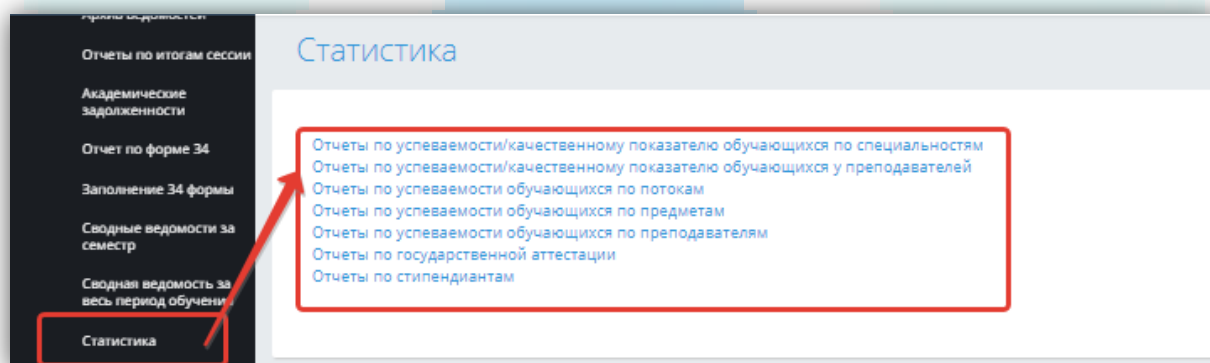 Архив ведомостей
Отчеты по итогам сессии
Академические
задолженности
Отчет по форме 34
Заполнение 34 формы
Сводные ведомости за
семестр
Сводная ведомость за
весь период обучения
Статистика
Статистика
Отчеты по успеваемости/качественному показателю обучающихся по специальностям
Отчеты по успеваемости/качественному показателю обучающихся у преподавателей
Отчеты по успеваемости обучающихся по потокам
Отчеты по успеваемости обучающихся по предметам
Отчеты по успеваемости обучающихся по преподавателям
Отчеты по государственной аттестации
Отчеты по стипендиантам